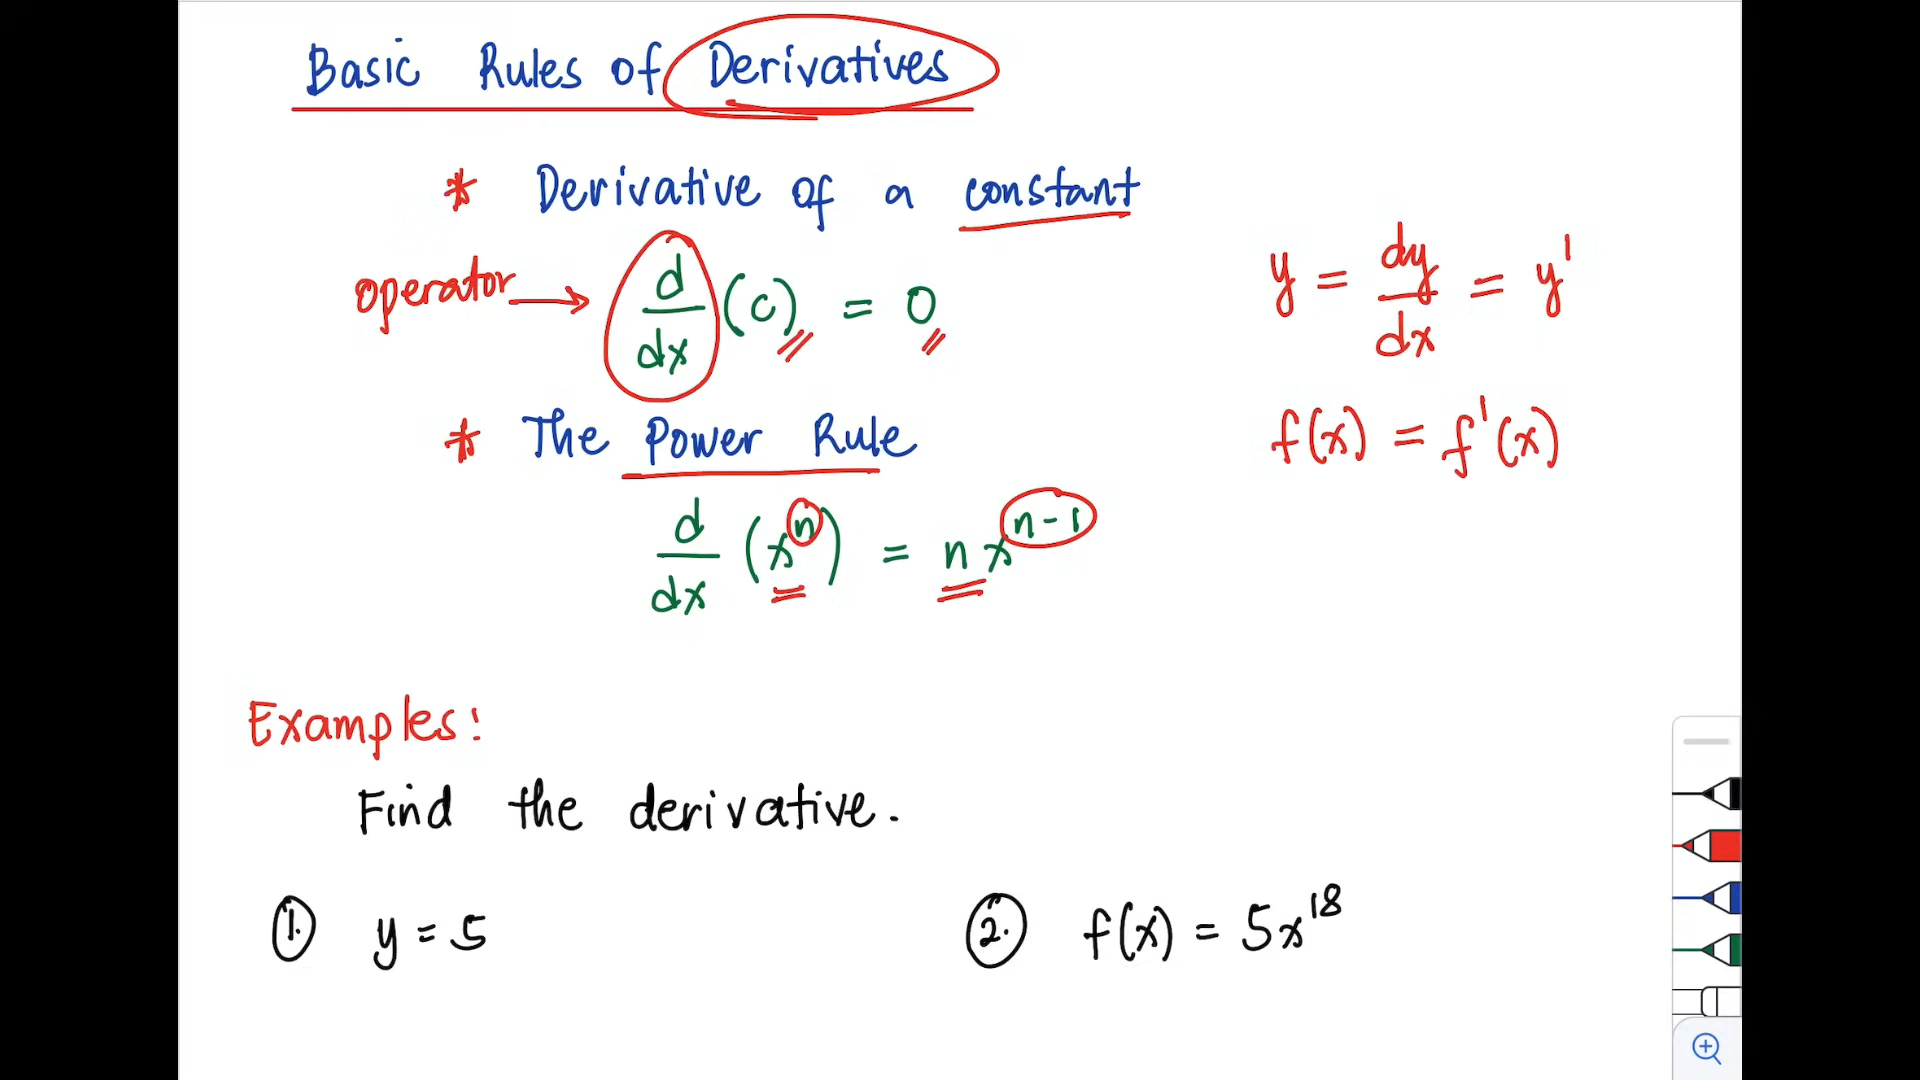 Basic Rules of Derivatives
* Derivative of a constant
operator → d/dx (c) = 0
y = dy/dx = y'
* The Power Rule
f(x) = f'(x)
d/dx (x^n) = nx^(n-1)
Examples:
Find the derivative.
1. y = 5
2. f(x) = 5x^18